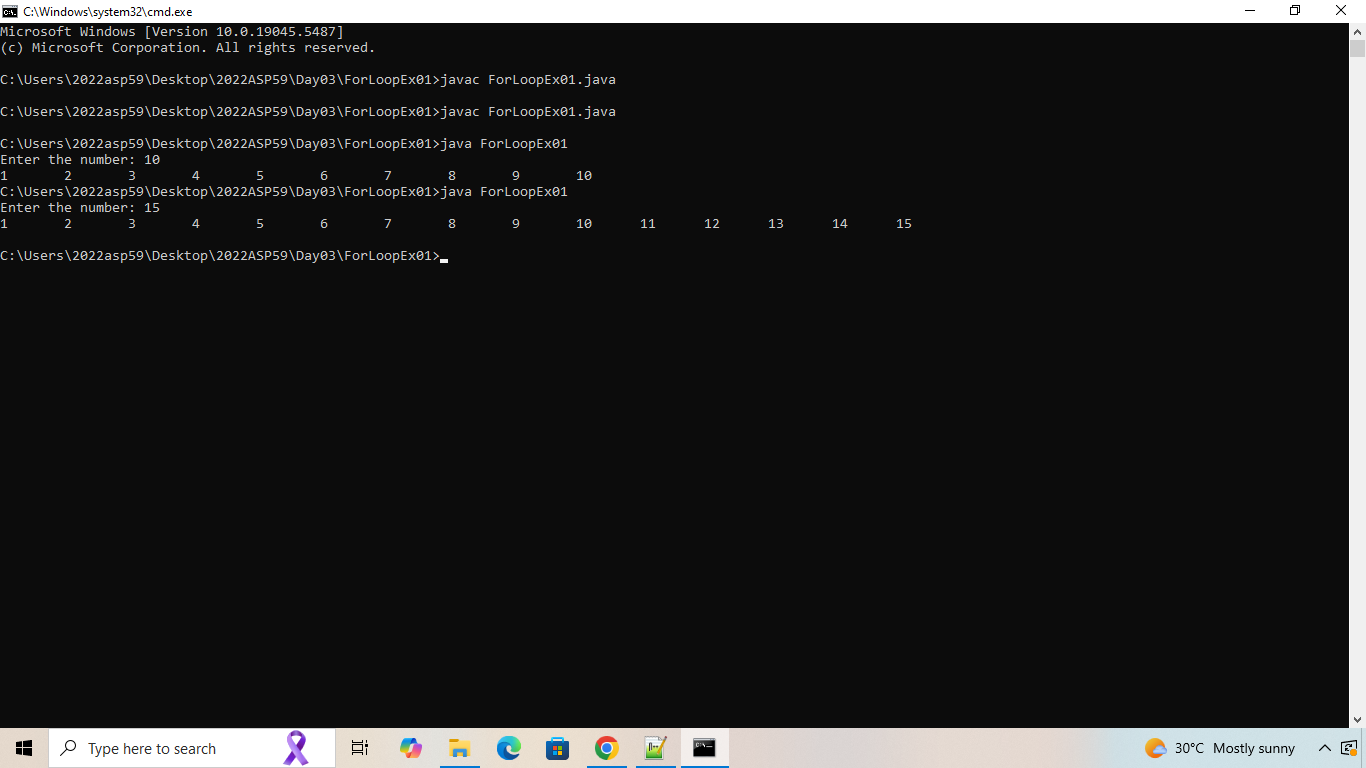 C:\Windows\system32\cmd.exe
Microsoft Windows [Version 10.0.19045.5487]
(c) Microsoft Corporation. All rights reserved.
C:\Users\2022asp59\Desktop\2022ASP59\Day03\ForLoopEx01>javac ForLoopEx01.java
C:\Users\2022asp59\Desktop\2022ASP59\Day03\ForLoopEx01>javac ForLoopEx01.java
C:\Users\2022asp59\Desktop\2022ASP59\Day03\ForLoopEx01>java ForLoopEx01
Enter the number: 10
1 2 3 4 5 6 7 8 9 10
C:\Users\2022asp59\Desktop\2022ASP59\Day03\ForLoopEx01>java ForLoopEx01
Enter the number: 15
1 2 3 4 5 6 7 8 9 10 11 12 13 14 15
C:\Users\2022asp59\Desktop\2022ASP59\Day03\ForLoopEx01>
Type here to search
30°C Mostly sunny